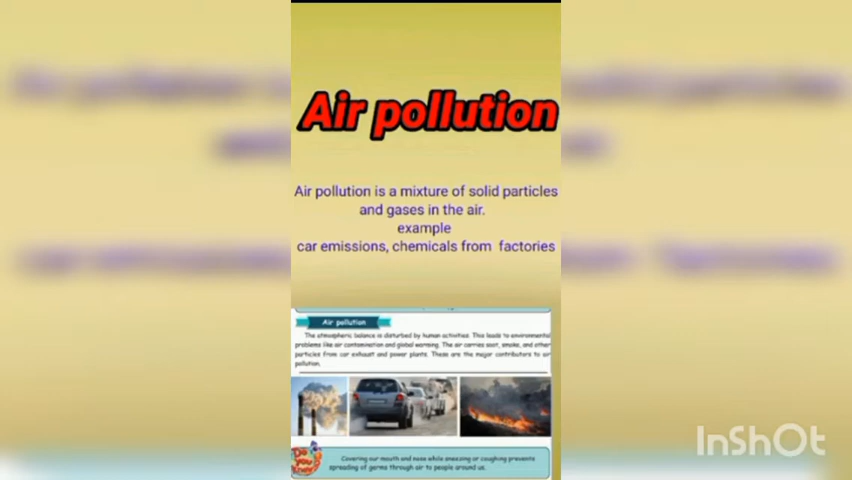 Air pollution
Air pollution is a mixture of solid particles
and gases in the air.
example
car emissions, chemicals from factories
Air pollution
The atmospheric balance is disturbed by human activities. This leads to environmental
problems like air contamination and global warming. The air carries soot, smoke, and other
particles from car exhaust and power plants. These are the major contributors to air
pollution.
Do
you
know?
Covering our mouth and nose while sneezing or coughing prevents
spreading of germs through air to people around us.
InShOt